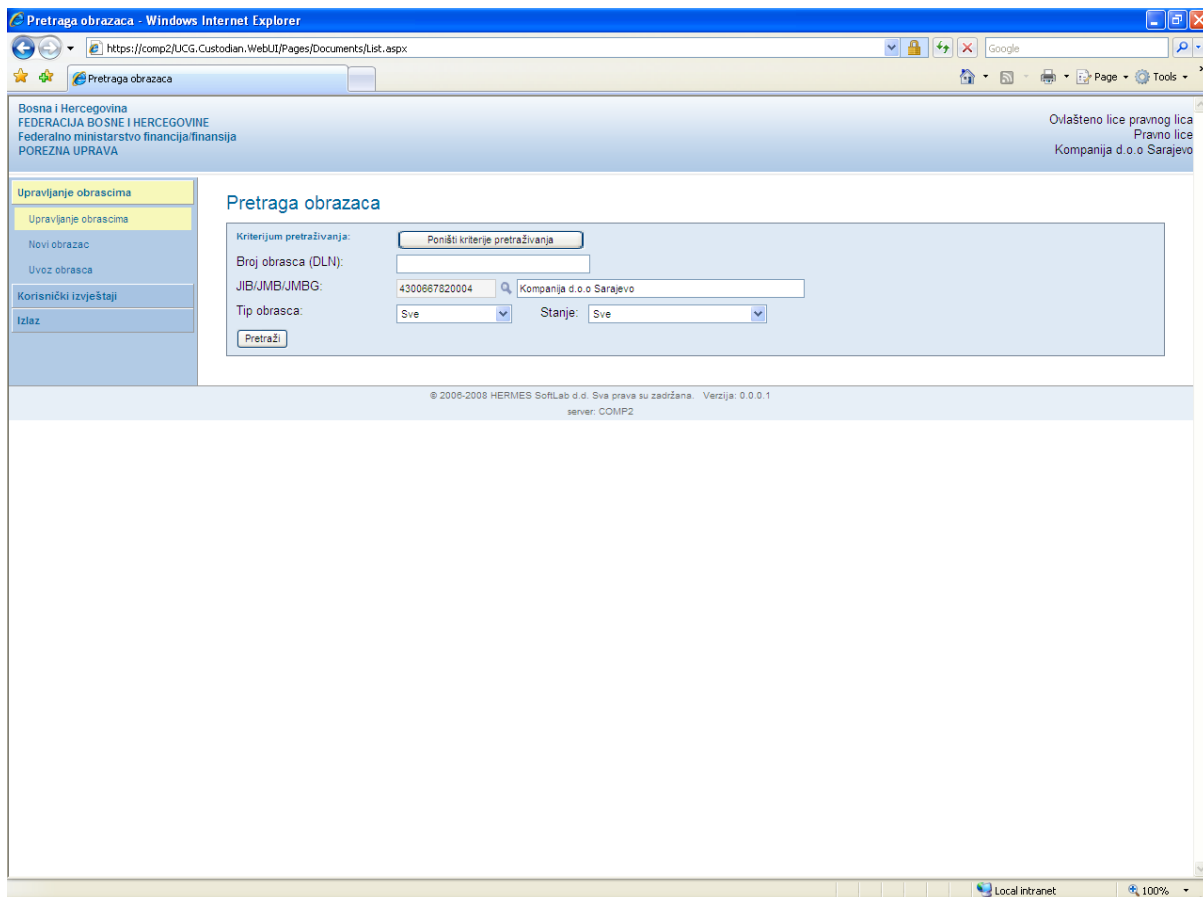 Pretraga obrazaca - Windows Internet Explorer
https://comp2/UCG.Custodian.WebUI/Pages/Documents/List.aspx
Google
Pretraga obrazaca
Page
Tools
Bosna i Hercegovina
FEDERACIJA BOSNE I HERCEGOVINE
Federalno ministarstvo financija/finansija
POREZNA UPRAVA
Ovlašteno lice pravnog lica
Pravno lice
Kompanija d.o.o Sarajevo
Upravljanje obrascima
Upravljanje obrascima
Novi obrazac
Uvoz obrasca
Korisnički izvještaji
Izlaz
Pretraga obrazaca
Kriterijum pretraživanja:
Poništi kriterije pretraživanja
Broj obrasca (DLN):
JIB/JMB/JMBG:
4300667820004
Kompanija d.o.o Sarajevo
Tip obrasca:
Sve
Stanje:
Sve
Pretraži
© 2006-2008 HERMES SoftLab d.d. Sva prava su zadržana. Verzija: 0.0.0.1
server: COMP2
Local intranet
100%